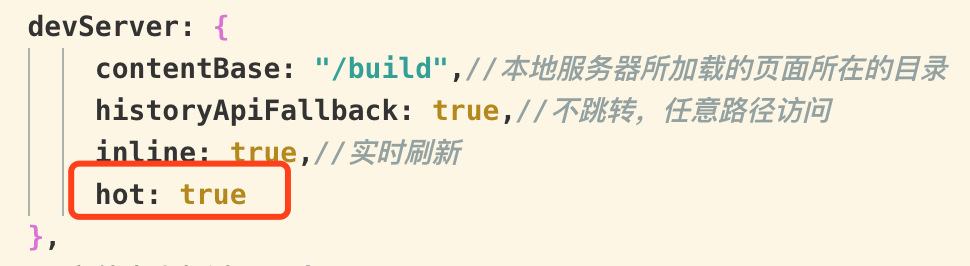 devServer: {
contentBase: "/build",//本地服务器所加载的页面所在的目录
historyApiFallback: true,//不跳转，任意路径访问
inline: true,//实时刷新
hot: true
},